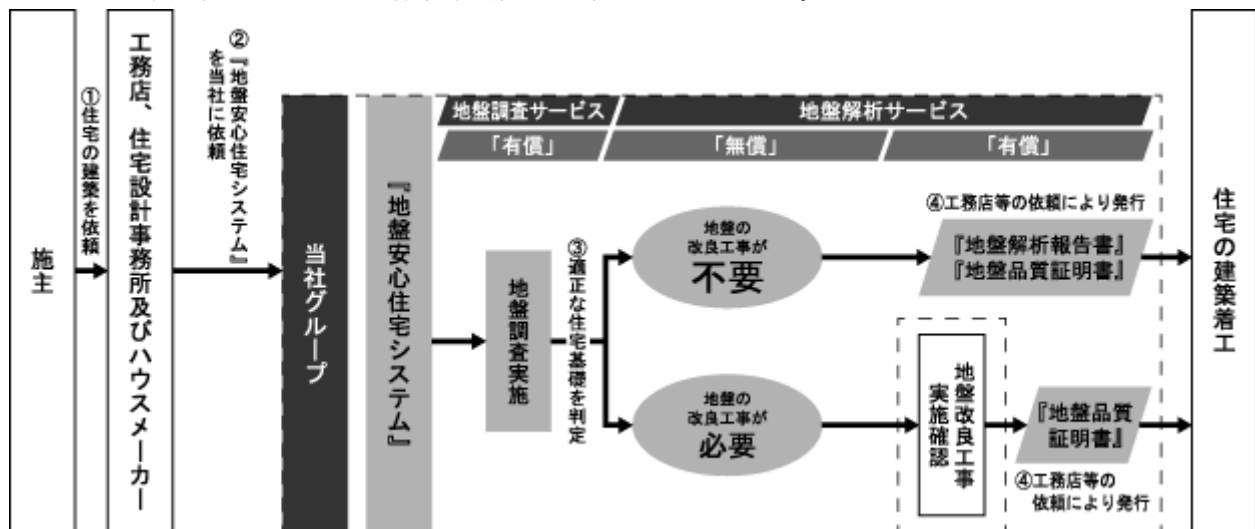 施主
①住宅の建築を依頼
工務店、住宅設計事務所及びハウスメーカー
②『地盤安心住宅システム』
を当社に依頼
当社グループ
『地盤安心住宅システム』
地盤調査サービス
地盤解析サービス
「有償」
「無償」
「有償」
地盤調査実施
③適正な住宅基礎を判定
地盤の
改良工事が
不要
④工務店等の依頼により発行
『地盤解析報告書』
『地盤品質証明書』
地盤の
改良工事が
必要
地盤改良工事
実施確認
『地盤品質
証明書』
④工務店等の
依頼により発行
住宅の建築着工